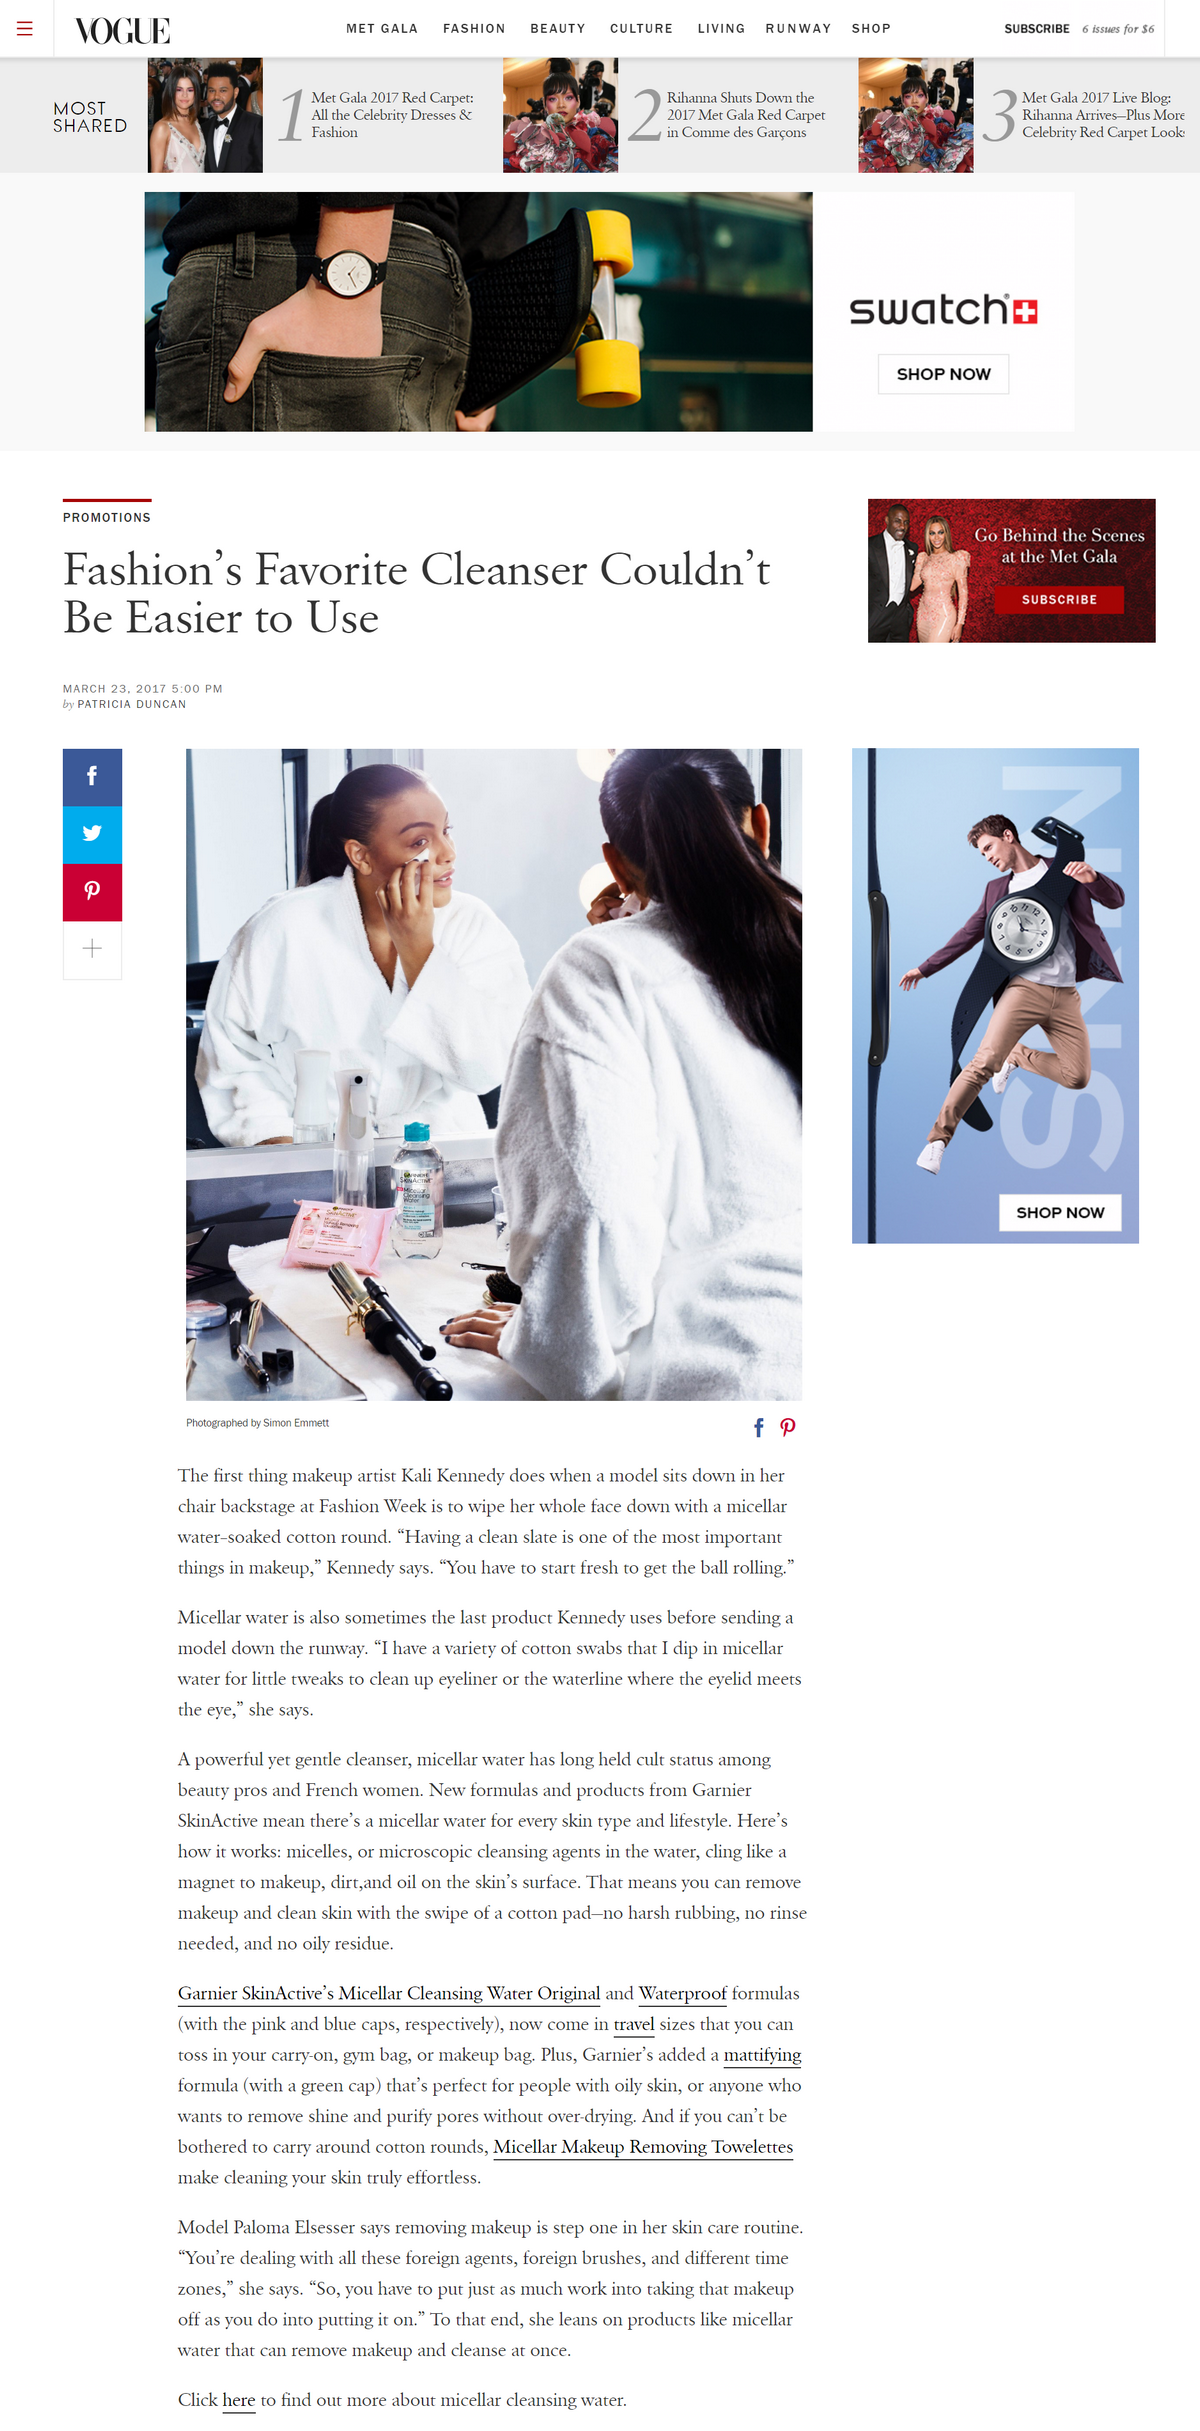 VOGUE
MET GALA FASHION BEAUTY CULTURE LIVING RUNWAY SHOP
SUBSCRIBE 6 issues for $6
MOST
SHARED
1
Met Gala 2017 Red Carpet:
All the Celebrity Dresses &
Fashion
2
Rihanna Shuts Down the
2017 Met Gala Red Carpet
in Comme des Garçons
3
Met Gala 2017 Live Blog:
Rihanna Arrives—Plus More
Celebrity Red Carpet Looks
swatch
SHOP NOW
PROMOTIONS
Fashion’s Favorite Cleanser Couldn’t
Be Easier to Use
MARCH 23, 2017 5:00 PM
by PATRICIA DUNCAN
Go Behind the Scenes
at the Met Gala
SUBSCRIBE
GARNIER
SKINACTIVE
Micellar
Cleansing
Water
SKINACTIVE
SKIN
12
1
2
3
4
5
6
7
8
9
10
11
SHOP NOW
Photographed by Simon Emmett
The first thing makeup artist Kali Kennedy does when a model sits down in her
chair backstage at Fashion Week is to wipe her whole face down with a micellar
water-soaked cotton round. “Having a clean slate is one of the most important
things in makeup,” Kennedy says. “You have to start fresh to get the ball rolling.”
Micellar water is also sometimes the last product Kennedy uses before sending a
model down the runway. “I have a variety of cotton swabs that I dip in micellar
water for little tweaks to clean up eyeliner or the waterline where the eyelid meets
the eye,” she says.
A powerful yet gentle cleanser, micellar water has long held cult status among
beauty pros and French women. New formulas and products from Garnier
SkinActive mean there’s a micellar water for every skin type and lifestyle. Here’s
how it works: micelles, or microscopic cleansing agents in the water, cling like a
magnet to makeup, dirt,and oil on the skin’s surface. That means you can remove
makeup and clean skin with the swipe of a cotton pad—no harsh rubbing, no rinse
needed, and no oily residue.
Garnier SkinActive’s Micellar Cleansing Water Original and Waterproof formulas
(with the pink and blue caps, respectively), now come in travel sizes that you can
toss in your carry-on, gym bag, or makeup bag. Plus, Garnier’s added a mattifying
formula (with a green cap) that’s perfect for people with oily skin, or anyone who
wants to remove shine and purify pores without over-drying. And if you can’t be
bothered to carry around cotton rounds, Micellar Makeup Removing Towelettes
make cleaning your skin truly effortless.
Model Paloma Elsesser says removing makeup is step one in her skin care routine.
“You’re dealing with all these foreign agents, foreign brushes, and different time
zones,” she says. “So, you have to put just as much work into taking that makeup
off as you do into putting it on.” To that end, she leans on products like micellar
water that can remove makeup and cleanse at once.
Click here to find out more about micellar cleansing water.